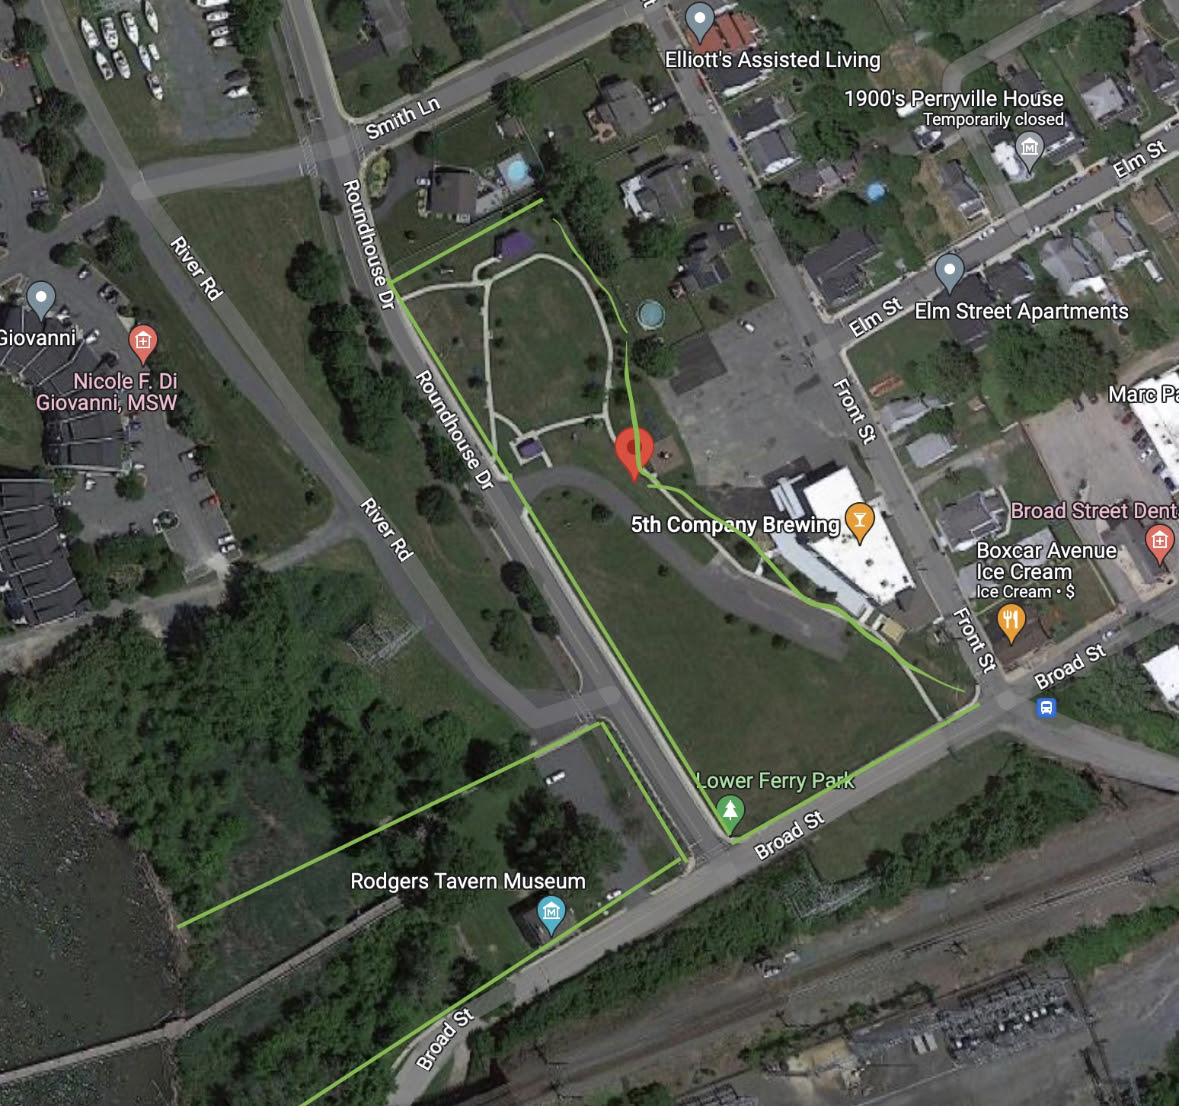 Elliott's Assisted Living
1900's Perryville House
Temporarily closed
Smith Ln
Elm St
Roundhouse Dr
River Rd
Giovanni
Elm St
Elm Street Apartments
Nicole F. Di
Giovanni, MSW
Roundhouse Dr
Front St
Marc Pa
River Rd
5th Company Brewing
Broad Street Dent
Boxcar Avenue
Ice Cream
Ice Cream • $
Front St
Broad St
Lower Ferry Park
Broad St
Rodgers Tavern Museum
Broad St